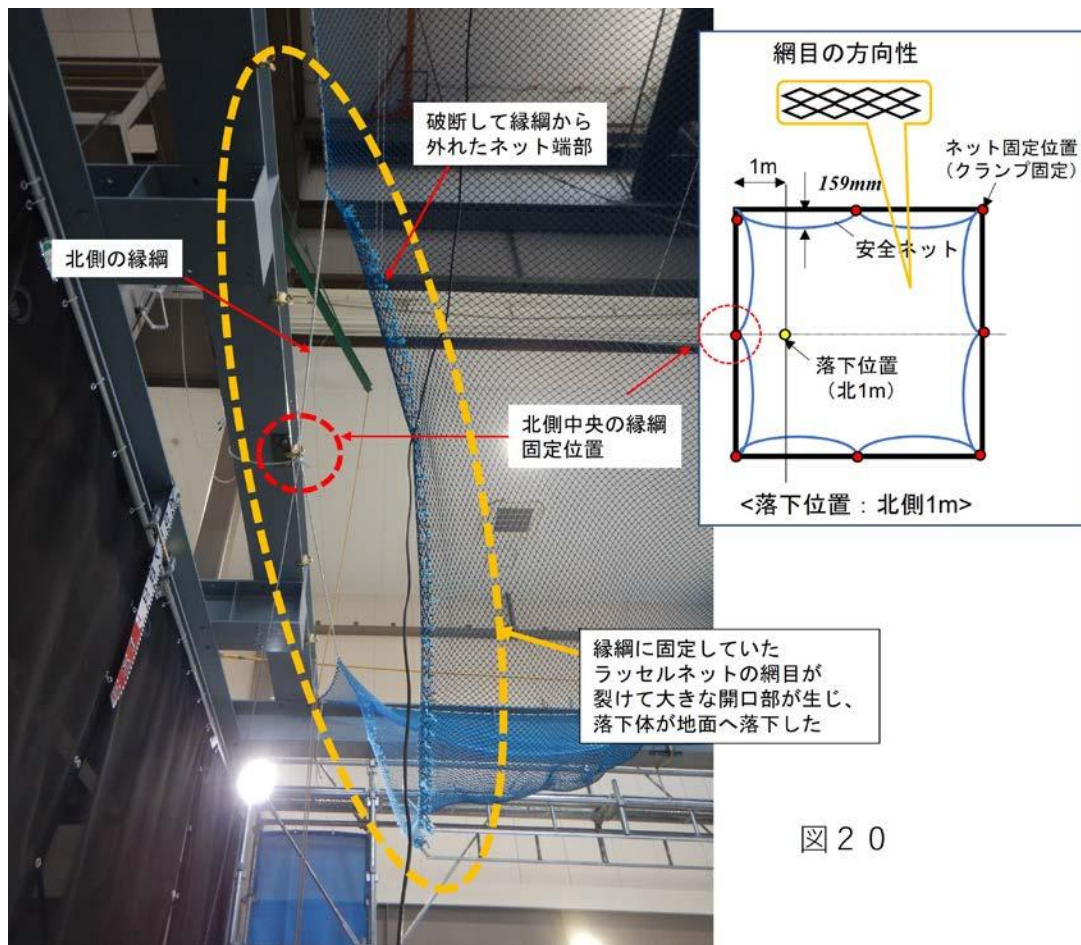 破断して縁綱から
外れたネット端部
北側の縁綱
北側中央の縁綱
固定位置
縁綱に固定していた
ラッセルネットの網目が
裂けて大きな開口部が生じ、
落下体が地面へ落下した
網目の方向性
1m
159mm
ネット固定位置
(クランプ固定)
安全ネット
落下位置
(北1m)
<落下位置：北側1m>
図２０